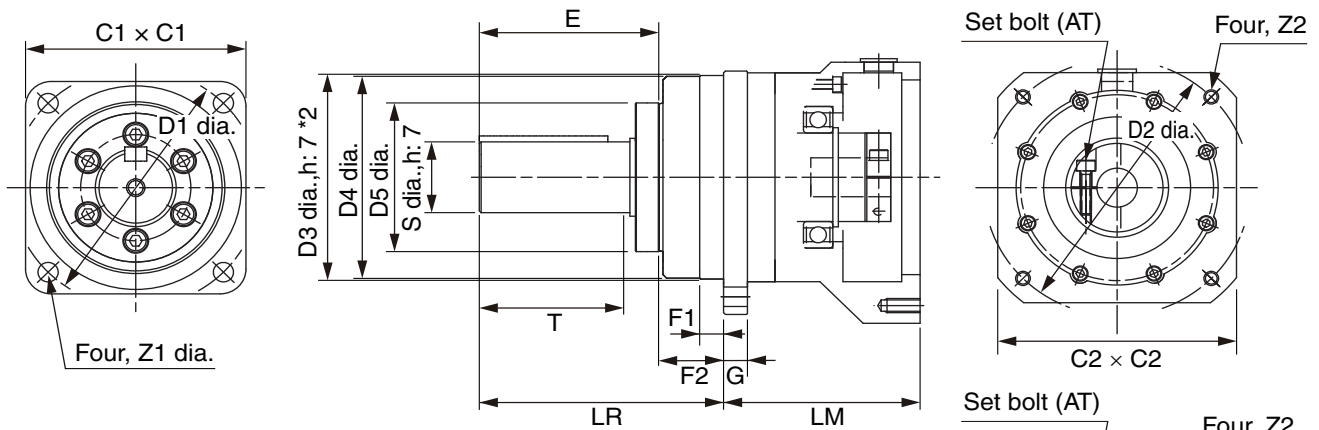 C1 × C1
D1 dia.
Four, Z1 dia.
E
D3 dia.,h: 7 *2
D4 dia.
D5 dia.
S dia.,h: 7
T
F1
F2
G
LR
LM
Set bolt (AT)
Four, Z2
D2 dia.
C2 × C2
Set bolt (AT)
Four, Z2